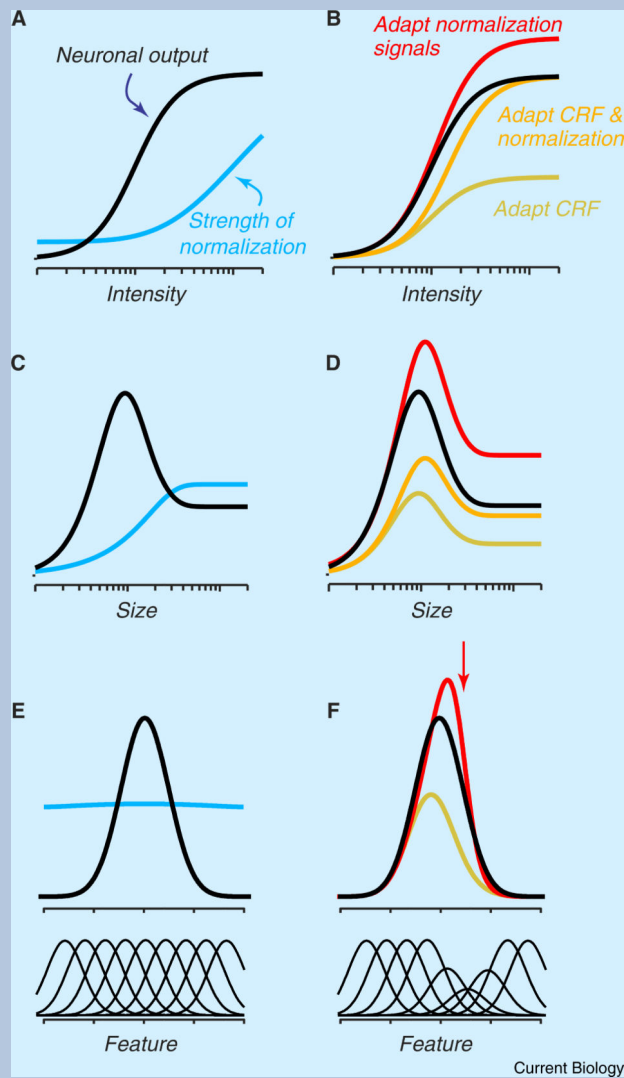 A
Neuronal output
Strength of
normalization
Intensity
B
Adapt normalization
signals
Adapt CRF &
normalization
Adapt CRF
Intensity
C
Size
D
Size
E
Feature
F
Feature
Current Biology